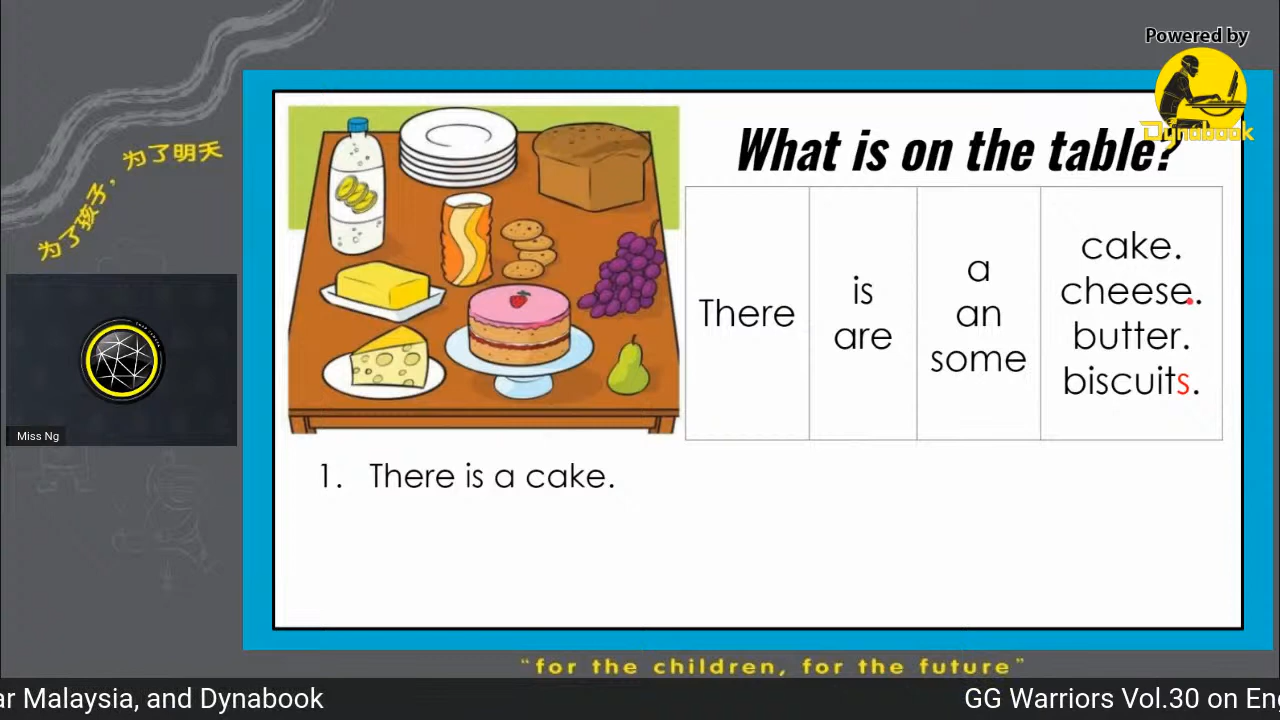 Powered by
Dynabook
为了孩子，为了明天
What is on the table?
There
is
are
a
an
some
cake.
cheese.
butter.
biscuits.
1. There is a cake.
Miss Ng
“for the children, for the future”
ar Malaysia, and Dynabook
GG Warriors Vol.30 on Eng